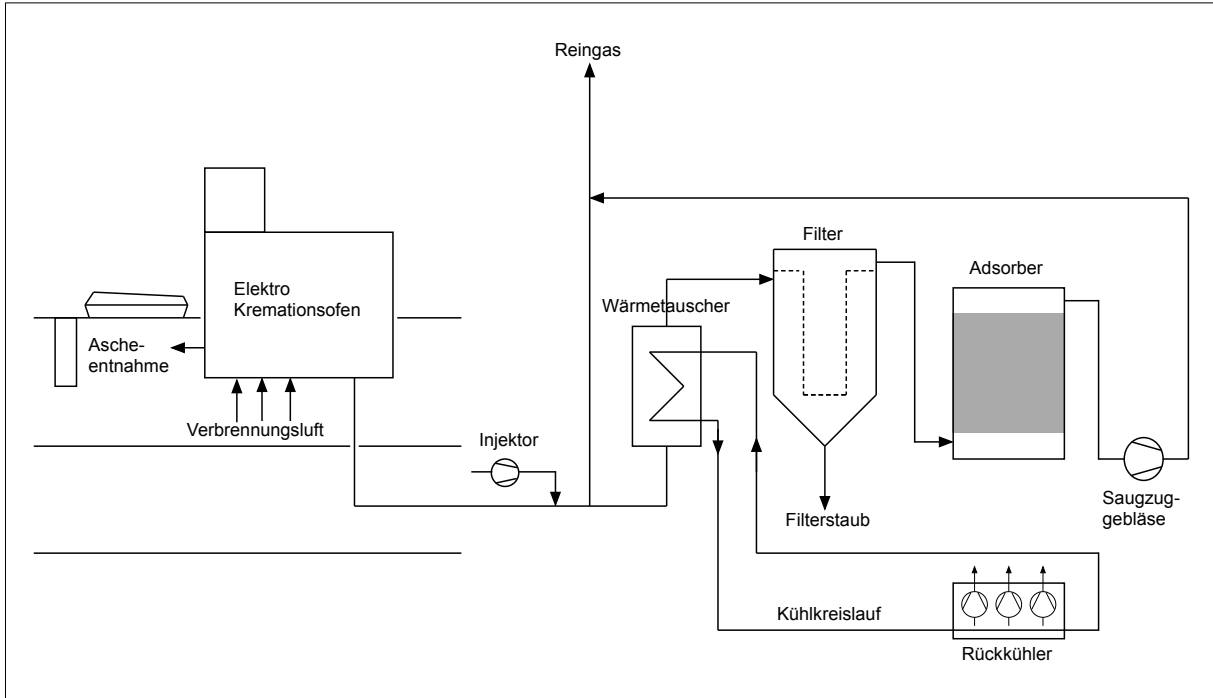 Reingas
Elektro
Kremationsofen
Asche-
entnahme
Verbrennungsluft
Injektor
Wärmetauscher
Filter
Filterstaub
Adsorber
Saugzug-
gebläse
Kühlkreislauf
Rückkühler